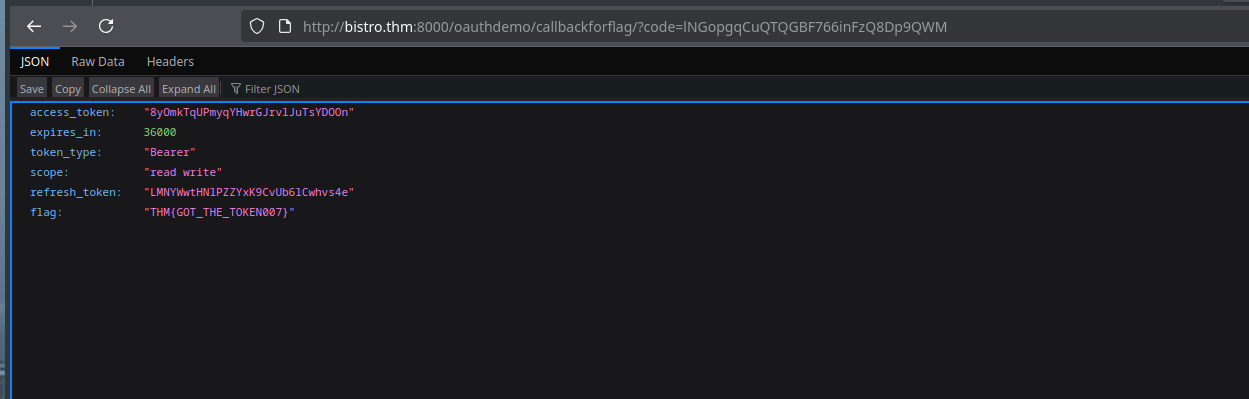 http://bistro.thm:8000/oauthdemo/callbackforflag/?code=lNGopgqCuQTQGBF766inFzQ8Dp9QWM
JSON Raw Data Headers
Save Copy Collapse All Expand All Filter JSON
access_token: "8yOmkTqUPmyqYHwrGJrvlJuTsYDOOn"
expires_in: 36000
token_type: "Bearer"
scope: "read write"
refresh_token: "LMNYWwtHN1PZZYxK9CvUb61Cwhvs4e"
flag: "THM{GOT_THE_TOKEN007}"